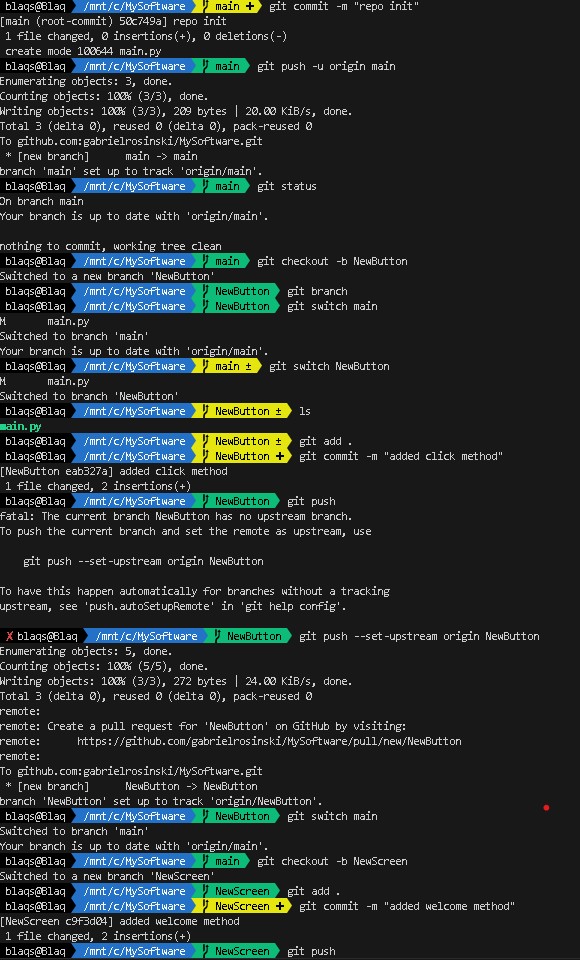 blaqs@Blaq /mnt/c/MySoftware main + git commit -m "repo init"
[main (root-commit) 50c749a] repo init
1 file changed, 0 insertions(+), 0 deletions(-)
create mode 100644 main.py
blaqs@Blaq /mnt/c/MySoftware main git push -u origin main
Enumerating objects: 3, done.
Counting objects: 100% (3/3), done.
Writing objects: 100% (3/3), 209 bytes | 20.00 KiB/s, done.
Total 3 (delta 0), reused 0 (delta 0), pack-reused 0
To github.com:gabrielrosinski/MySoftware.git
* [new branch] main -> main
branch 'main' set up to track 'origin/main'.
blaqs@Blaq /mnt/c/MySoftware main git status
On branch main
Your branch is up to date with 'origin/main'.
nothing to commit, working tree clean
blaqs@Blaq /mnt/c/MySoftware main git checkout -b NewButton
Switched to a new branch 'NewButton'
blaqs@Blaq /mnt/c/MySoftware NewButton git branch
blaqs@Blaq /mnt/c/MySoftware NewButton git switch main
M main.py
Switched to branch 'main'
Your branch is up to date with 'origin/main'.
blaqs@Blaq /mnt/c/MySoftware main ± git switch NewButton
M main.py
Switched to branch 'NewButton'
blaqs@Blaq /mnt/c/MySoftware NewButton ± ls
main.py
blaqs@Blaq /mnt/c/MySoftware NewButton ± git add .
blaqs@Blaq /mnt/c/MySoftware NewButton + git commit -m "added click method"
[NewButton eab327a] added click method
1 file changed, 2 insertions(+)
blaqs@Blaq /mnt/c/MySoftware NewButton git push
fatal: The current branch NewButton has no upstream branch.
To push the current branch and set the remote as upstream, use
git push --set-upstream origin NewButton
To have this happen automatically for branches without a tracking
upstream, see 'push.autoSetupRemote' in 'git help config'.
✗ blaqs@Blaq /mnt/c/MySoftware NewButton git push --set-upstream origin NewButton
Enumerating objects: 5, done.
Counting objects: 100% (5/5), done.
Writing objects: 100% (3/3), 272 bytes | 24.00 KiB/s, done.
Total 3 (delta 0), reused 0 (delta 0), pack-reused 0
remote:
remote: Create a pull request for 'NewButton' on GitHub by visiting:
remote: https://github.com/gabrielrosinski/MySoftware/pull/new/NewButton
remote:
To github.com:gabrielrosinski/MySoftware.git
* [new branch] NewButton -> NewButton
branch 'NewButton' set up to track 'origin/NewButton'.
blaqs@Blaq /mnt/c/MySoftware NewButton git switch main
Switched to branch 'main'
Your branch is up to date with 'origin/main'.
blaqs@Blaq /mnt/c/MySoftware main git checkout -b NewScreen
Switched to a new branch 'NewScreen'
blaqs@Blaq /mnt/c/MySoftware NewScreen git add .
blaqs@Blaq /mnt/c/MySoftware NewScreen + git commit -m "added welcome method"
[NewScreen c9f3d04] added welcome method
1 file changed, 2 insertions(+)
blaqs@Blaq /mnt/c/MySoftware NewScreen git push